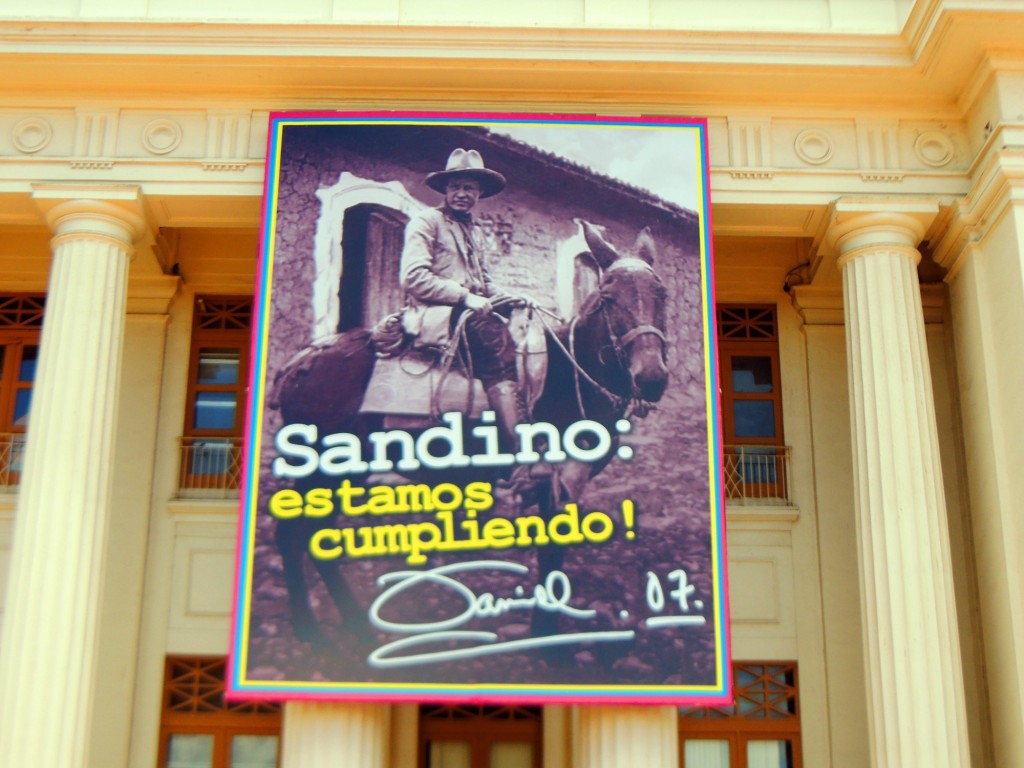 Sandino:
estamos
cumpliendo!
Daniel . 07.